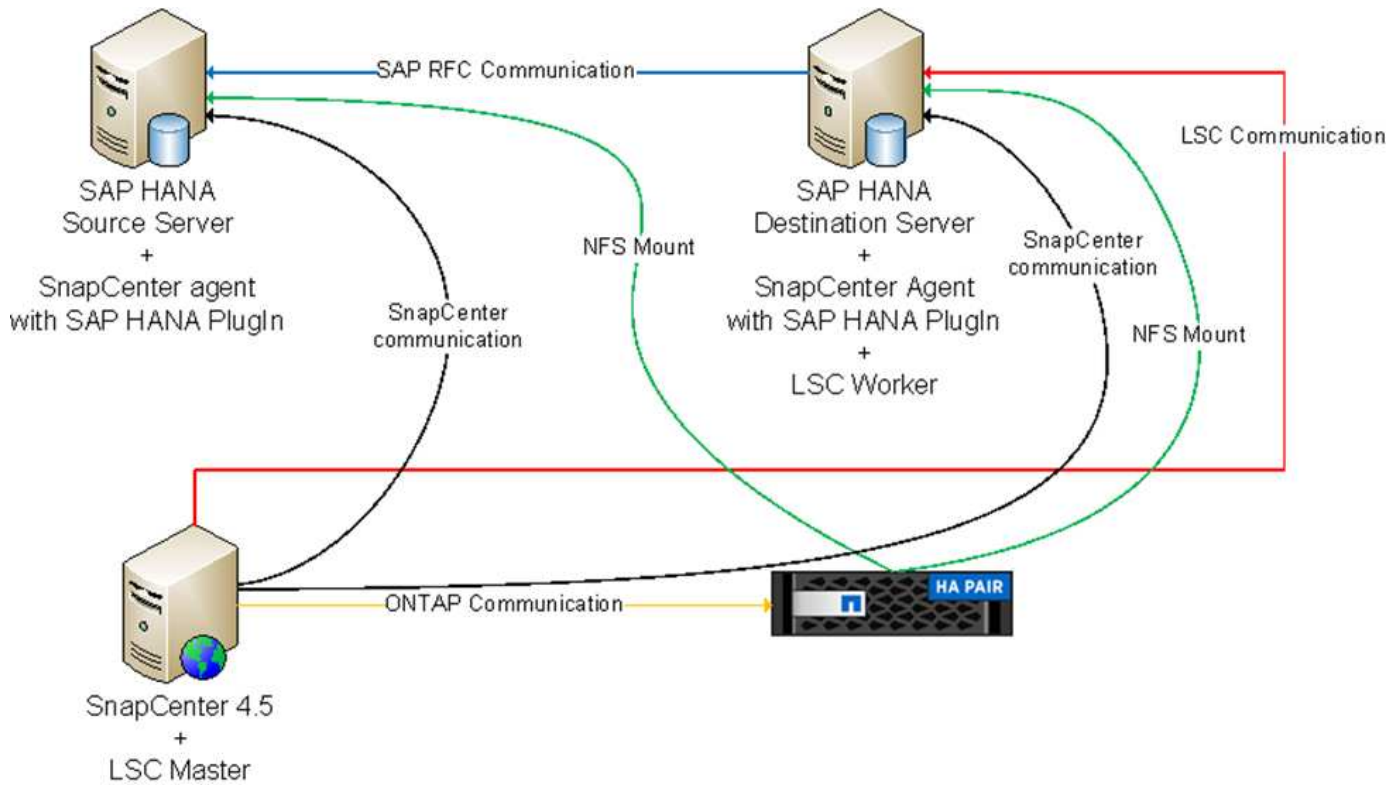 SAP RFC Communication
LSC Communication
SAP HANA
Source Server
+
SnapCenter agent
with SAP HANA PlugIn
NFS Mount
SnapCenter
communication
SAP HANA
Destination Server
+
SnapCenter Agent
with SAP HANA PlugIn
+
LSC Worker
SnapCenter
communication
NFS Mount
ONTAP Communication
HA PAIR
SnapCenter 4.5
+
LSC Master